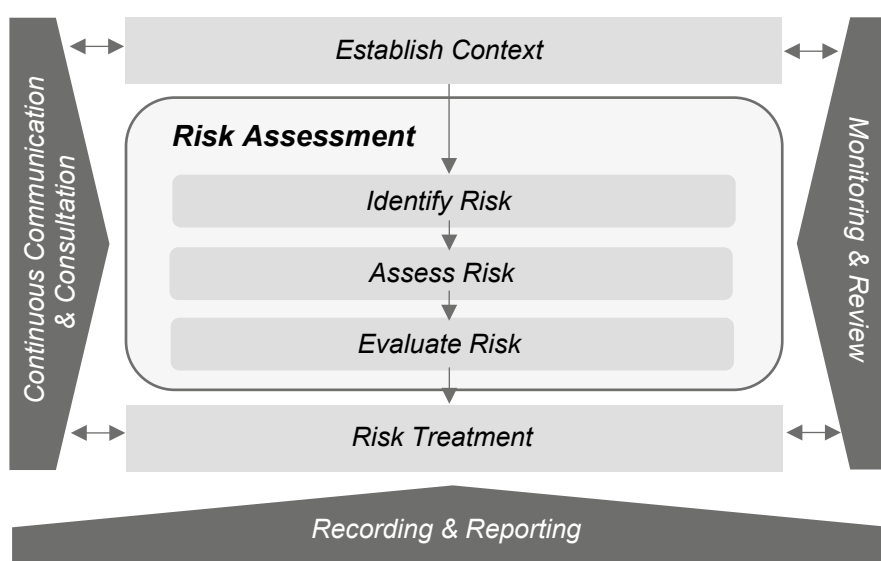 Establish Context
Continuous Communication
& Consultation
Risk Assessment
Identify Risk
Assess Risk
Evaluate Risk
Monitoring & Review
Risk Treatment
Recording & Reporting